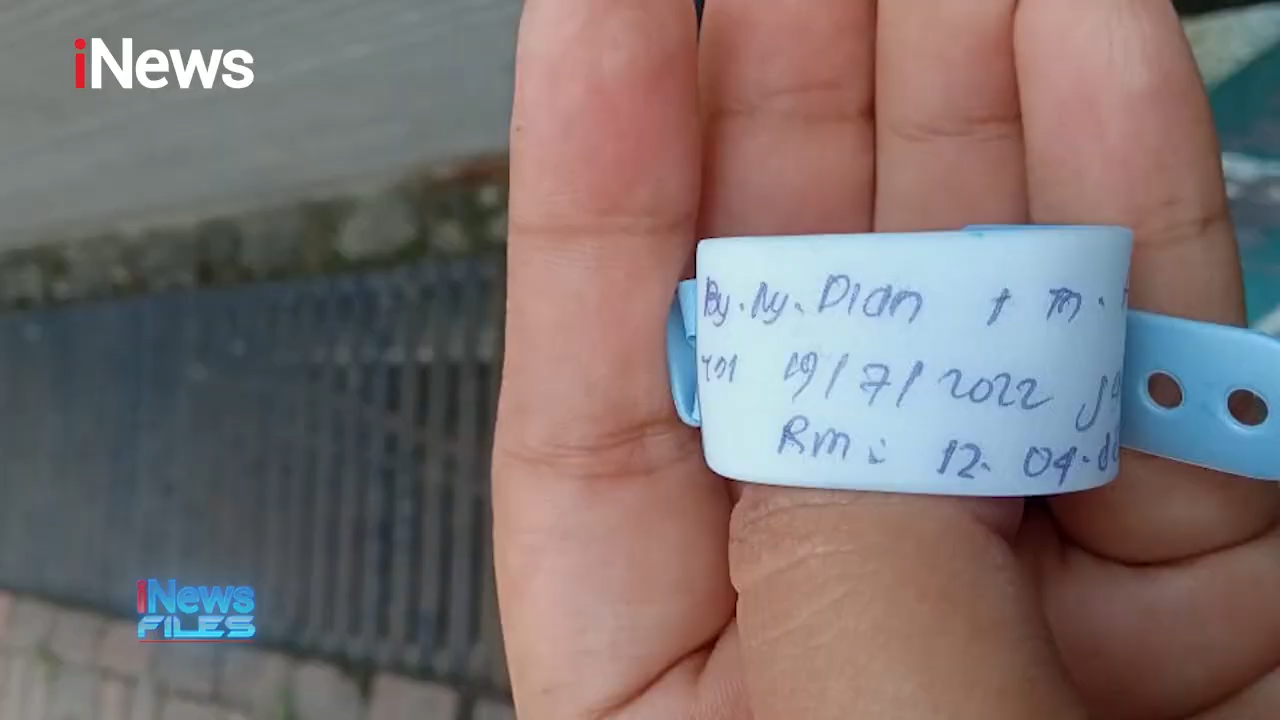 iNews
By. Ny. Dian + m.
19/7/2022
Rm: 12. 04.
iNews
FILES